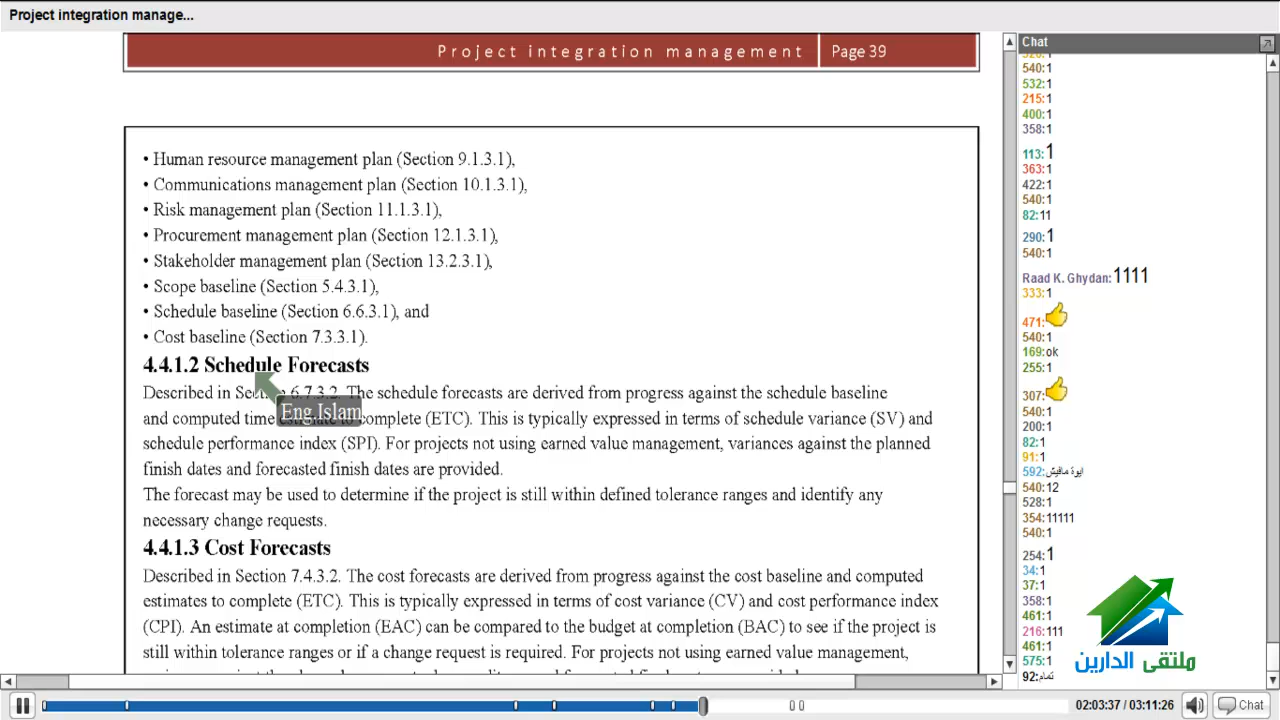 Project integration manage...
Project integration management Page 39
• Human resource management plan (Section 9.1.3.1),
• Communications management plan (Section 10.1.3.1),
• Risk management plan (Section 11.1.3.1),
• Procurement management plan (Section 12.1.3.1),
• Stakeholder management plan (Section 13.2.3.1),
• Scope baseline (Section 5.4.3.1),
• Schedule baseline (Section 6.6.3.1), and
• Cost baseline (Section 7.3.3.1).
4.4.1.2 Schedule Forecasts
Described in Section 6.7.3.2. The schedule forecasts are derived from progress against the schedule baseline
Eng.Islam
and computed time estimate to complete (ETC). This is typically expressed in terms of schedule variance (SV) and
schedule performance index (SPI). For projects not using earned value management, variances against the planned
finish dates and forecasted finish dates are provided.
The forecast may be used to determine if the project is still within defined tolerance ranges and identify any
necessary change requests.
4.4.1.3 Cost Forecasts
Described in Section 7.4.3.2. The cost forecasts are derived from progress against the cost baseline and computed
estimates to complete (ETC). This is typically expressed in terms of cost variance (CV) and cost performance index
(CPI). An estimate at completion (EAC) can be compared to the budget at completion (BAC) to see if the project is
still within tolerance ranges or if a change request is required. For projects not using earned value management,
Chat
540:1
532:1
215:1
400:1
358:1
113:1
363:1
422:1
540:1
82:11
290:1
540:1
Raad K. Ghydan:1111
333:1
471:
540:1
169:ok
255:1
307:
540:1
200:1
82:1
91:1
592:ايوة مافيش
540:12
528:1
354:11111
540:1
254:1
34:1
37:1
358:1
461:1
216:111
461:1
575:1
92:تمام
ملتقى الدارين
02:03:37 / 03:11:26
Chat